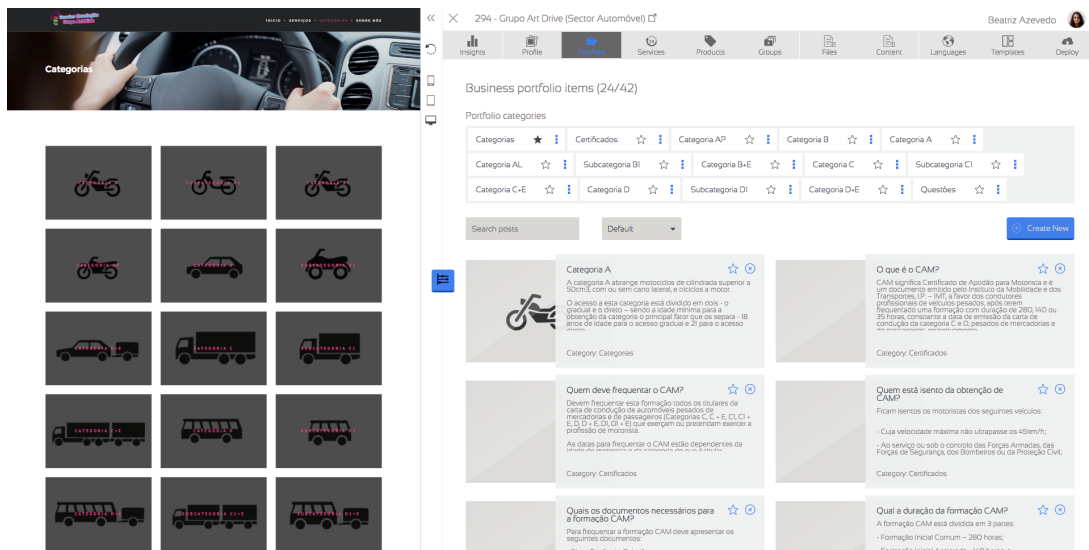 INICIO • SERVIÇOS • CATEGORIAS • SOBRE NÓS
Categorias
CATEGORIA C
SUBCATEGORIA C1
CATEGORIA C+E
SUBCATEGORIA C1+E
SUBCATEGORIA D1+E
294 - Grupo Art Drive (Sector Automóvel)
Beatriz Azevedo
Insights Profile Portfolio Services Products Groups Files Content Languages Templates Deploy
Business portfolio items (24/42)
Portfolio categories
Categorias Certificados Categoria AP Categoria B Categoria A
Categoria AL Subcategoria B1 Categoria B+E Categoria C Subcategoria C1
Categoria C+E Categoria D Subcategoria D1 Categoria D+E Questões
Search posts Default Create New
Categoria A
A categoria A abrange motociclos de cilindrada superior a
50cm3, com ou sem carro lateral, e triciclos a motor.
O acesso a esta categoria está dividido em dois - o
gradual e o direto – sendo a idade mínima para a
obtenção da categoria o principal fator que os separa - 18
anos de idade para o acesso gradual e 21 para o acesso
Category: Categorias
O que é o CAM?
CAM significa Certificado de Aptidão para Motorista e é
um documento emitido pelo Instituto da Mobilidade e dos
Transportes, I.P. – IMT, a favor dos condutores
profissionais de veículos pesados, após terem
frequentado uma formação com duração de 280, 140 ou
35 horas, consoante a data de emissão da carta de
condução da categoria C e D, pesados de mercadorias e
Category: Certificados
Quem deve frequentar o CAM?
Devem frequentar esta formação todos os titulares da
carta de condução de automóveis pesados de
mercadorias e de passageiros (Categorias C, C + E, C1, C1 +
E, D, D + E, D1, D1 + E) que exerçam ou pretendam exercer a
profissão de motorista.
As datas para frequentar o CAM estão dependentes da
Category: Certificados
Quem está isento da obtenção de
CAM?
Ficam isentos os motoristas dos seguintes veículos:
- Cuja velocidade máxima não ultrapasse os 45km/h;
- Ao serviço ou sob o controlo das Forças Armadas, das
Forças de Segurança, dos Bombeiros ou da Proteção Civil;
Category: Certificados
Quais os documentos necessários para
a formação CAM?
Para frequentar a formação CAM deve apresentar os
seguintes documentos:
Qual a duração da formação CAM?
A formação CAM está dividida em 3 partes:
- Formação Inicial Comum – 280 horas;